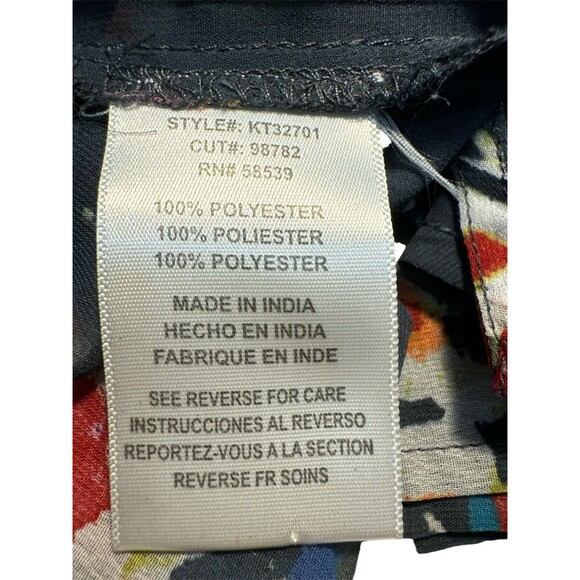 STYLE#: KT32701
CUT#: 98782
RN# 58539
100% POLYESTER
100% POLIESTER
100% POLYESTER
MADE IN INDIA
HECHO EN INDIA
FABRIQUE EN INDE
SEE REVERSE FOR CARE
INSTRUCCIONES AL REVERSO
REPORTEZ-VOUS A LA SECTION
REVERSE FR SOINS